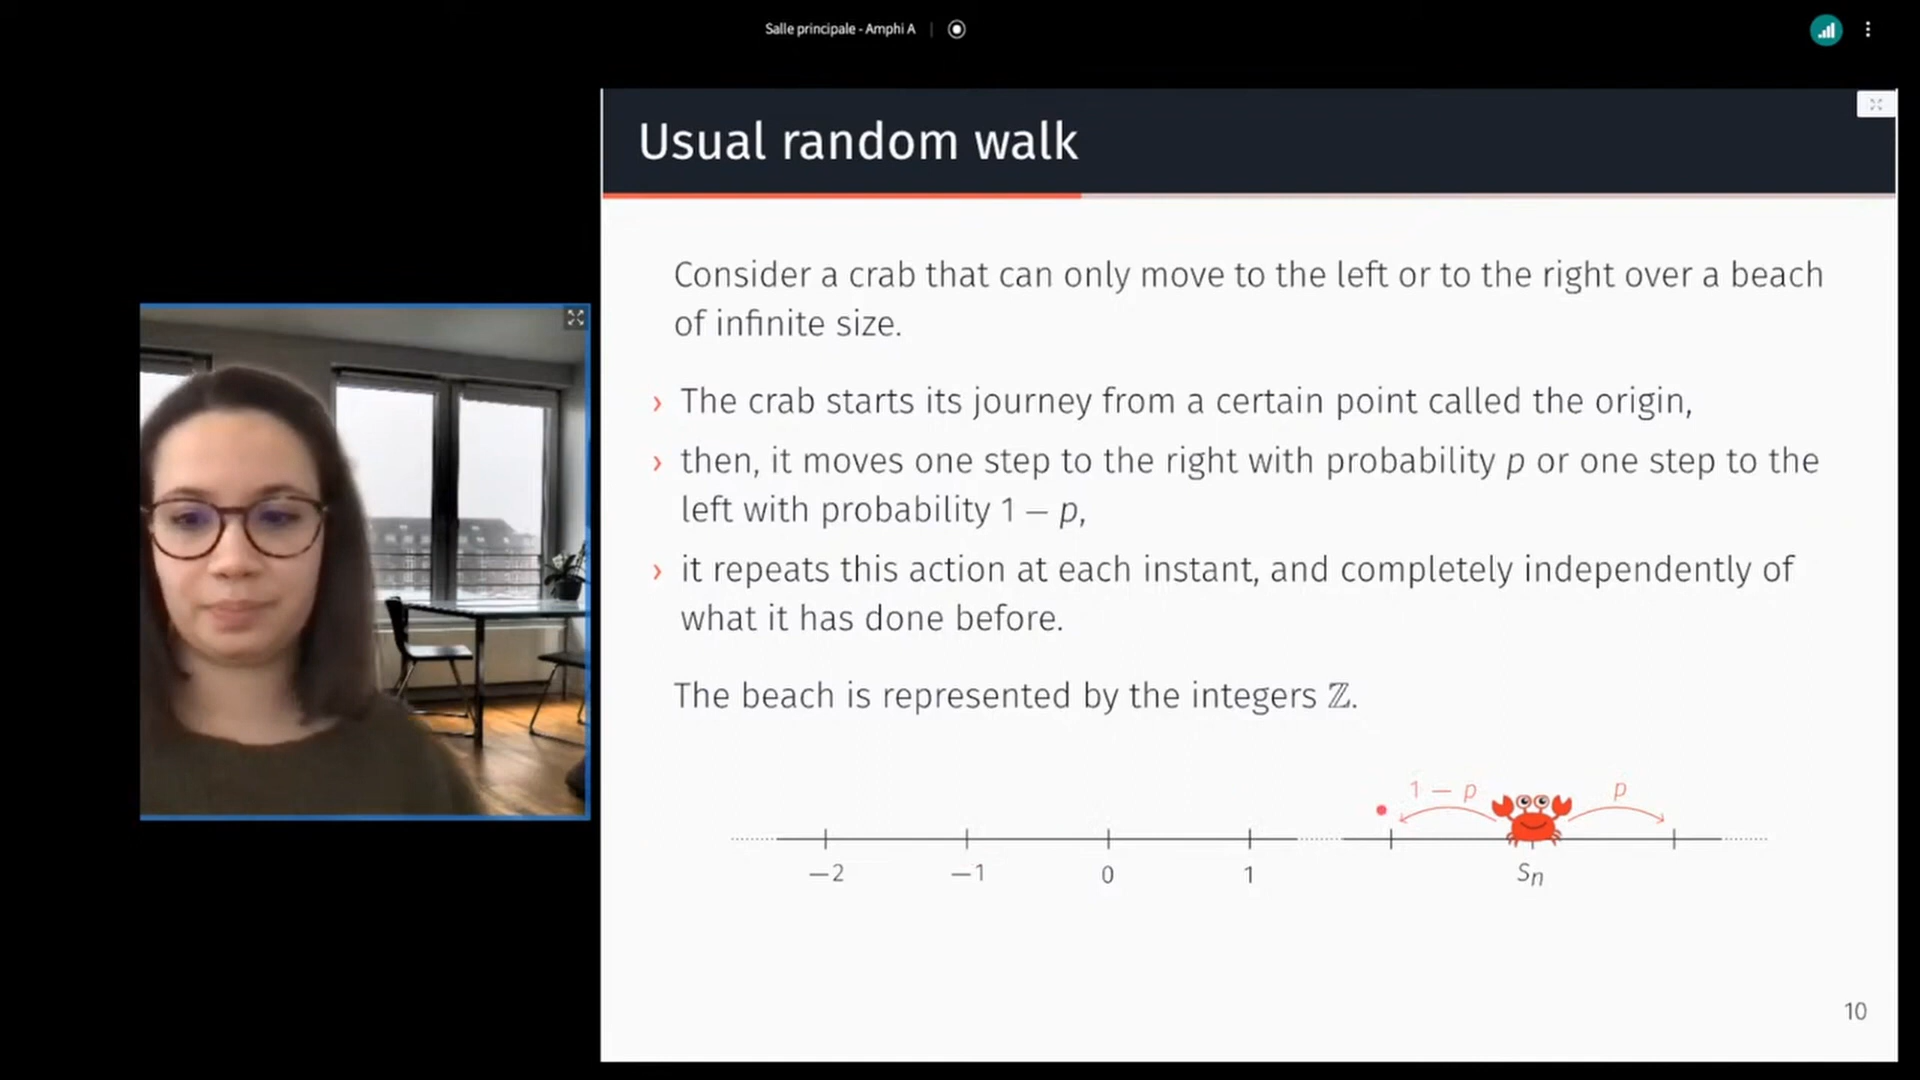 Salle principale - Amphi A
Usual random walk
Consider a crab that can only move to the left or to the right over a beach
of infinite size.
› The crab starts its journey from a certain point called the origin,
› then, it moves one step to the right with probability p or one step to the
left with probability 1 − p,
› it repeats this action at each instant, and completely independently of
what it has done before.
The beach is represented by the integers ℤ.
1 − p p
−2 −1 0 1 Sn
10